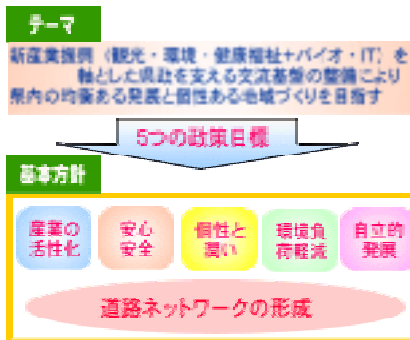 テーマ
新産業振興（観光・環境・健康福祉+バイオ・IT）を
軸とした県政を支える交流基盤の整備により
県内の均衡ある発展と個性ある地域づくりを目指す
5つの政策目標
基本方針
産業の
活性化
安心
安全
個性と
潤い
環境負
荷軽減
自立的
発展
道路ネットワークの形成